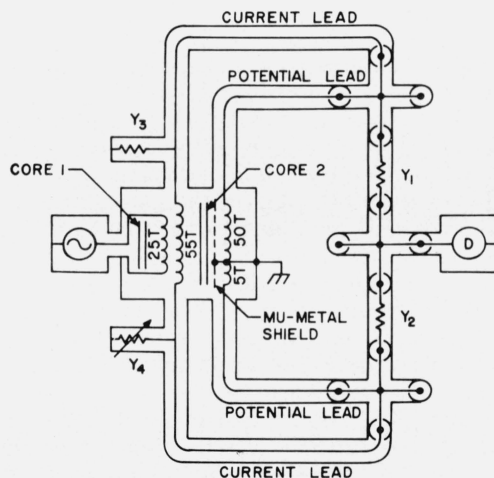 CURRENT LEAD
POTENTIAL LEAD
Y3
CORE 1
CORE 2
Y1
25T
55T
50T
5T
D
MU-METAL
SHIELD
Y2
Y4
POTENTIAL LEAD
CURRENT LEAD